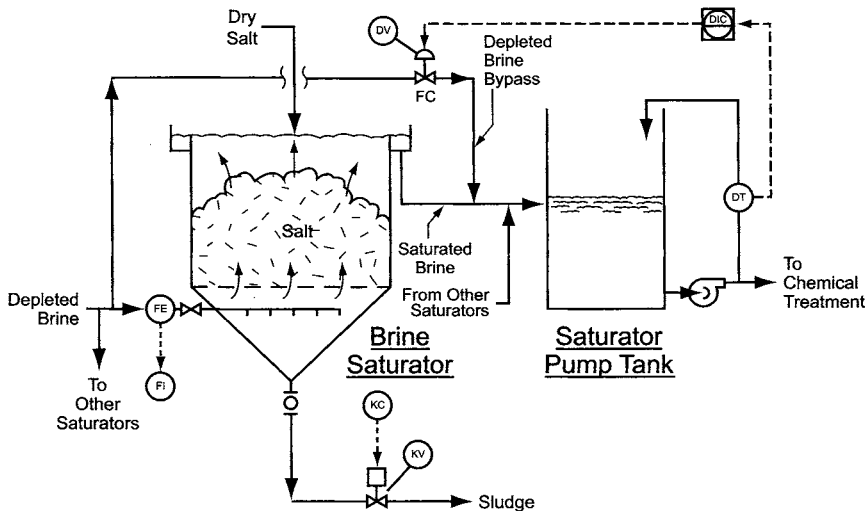 Dry
Salt
DV
DIC
Depleted
Brine
Bypass
FC
Salt
DT
Saturated
Brine
To
Chemical
Treatment
Depleted
Brine
FE
From Other
Saturators
Brine
Saturator
Saturator
Pump Tank
FI
To
Other
Saturators
KC
KV
Sludge